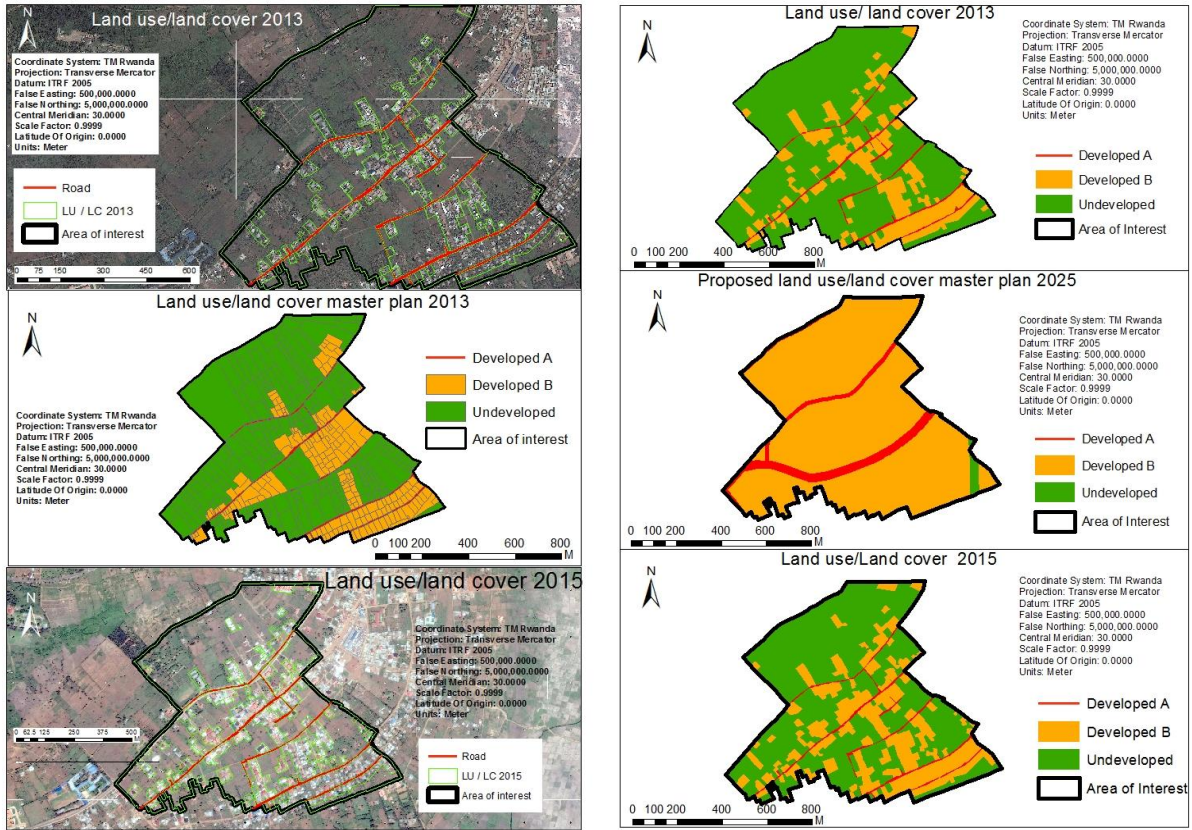 Land use/land cover 2013
N
Coordinate System: TM Rwanda
Projection: Transverse Mercator
Datum: ITRF 2005
False Easting: 500,000.0000
False Northing: 5,000,000.0000
Central Meridian: 30.0000
Scale Factor: 0.9999
Latitude Of Origin: 0.0000
Units: Meter
Road
LU / LC 2013
Area of interest
0 75 150 300 450 600
M
Land use/ land cover 2013
N
Coordinate System: TM Rwanda
Projection: Transverse Mercator
Datum: ITRF 2005
False Easting: 500,000.0000
False Northing: 5,000,000.0000
Central Meridian: 30.0000
Scale Factor: 0.9999
Latitude Of Origin: 0.0000
Units: Meter
Developed A
Developed B
Undeveloped
Area of Interest
0 100 200 400 600 800
M
Land use/land cover master plan 2013
N
Developed A
Developed B
Undeveloped
Area of interest
Coordinate System: TM Rwanda
Projection: Transverse Mercator
Datum: ITRF 2005
False Easting: 500,000.0000
False Northing: 5,000,000.0000
Central Meridian: 30.0000
Scale Factor: 0.9999
Latitude Of Origin: 0.0000
Units: Meter
0 100 200 400 600 800
M
Proposed land use/land cover master plan 2025
N
Coordinate System: TM Rwanda
Projection: Transverse Mercator
Datum: ITRF 2005
False Easting: 500,000.0000
False Northing: 5,000,000.0000
Central Meridian: 30.0000
Scale Factor: 0.9999
Latitude Of Origin: 0.0000
Units: Meter
Developed A
Developed B
Undeveloped
Area of Interest
0 100 200 400 600 800
M
Land use/land cover 2015
N
Coordinate System: TM Rwanda
Projection: Transverse Mercator
Datum: ITRF 2005
False Easting: 500,000.0000
False Northing: 5,000,000.0000
Central Meridian: 30.0000
Scale Factor: 0.9999
Latitude Of Origin: 0.0000
Units: Meter
0 62.5 125 250 375 500
M
Road
LU / LC 2015
Area of interest
Land use/Land cover 2015
N
Coordinate System: TM Rwanda
Projection: Transverse Mercator
Datum: ITRF 2005
False Easting: 500,000.0000
False Northing: 5,000,000.0000
Central Meridian: 30.0000
Scale Factor: 0.9999
Latitude Of Origin: 0.0000
Units: Meter
Developed A
Developed B
Undeveloped
Area of Interest
0 100 200 400 600 800
M